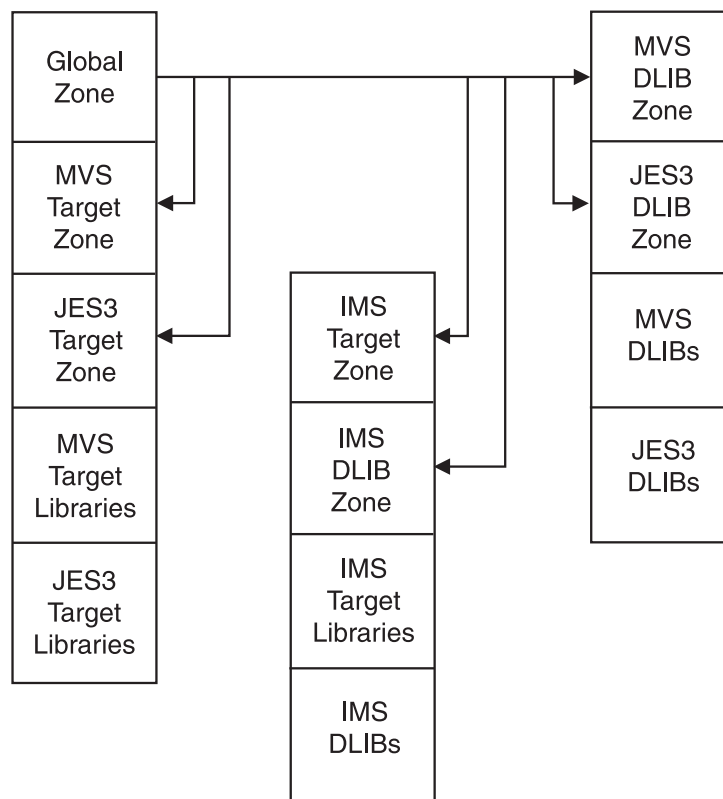 Global
Zone
MVS
Target
Zone
JES3
Target
Zone
MVS
Target
Libraries
JES3
Target
Libraries
IMS
Target
Zone
IMS
DLIB
Zone
IMS
Target
Libraries
IMS
DLIBs
MVS
DLIB
Zone
JES3
DLIB
Zone
MVS
DLIBs
JES3
DLIBs